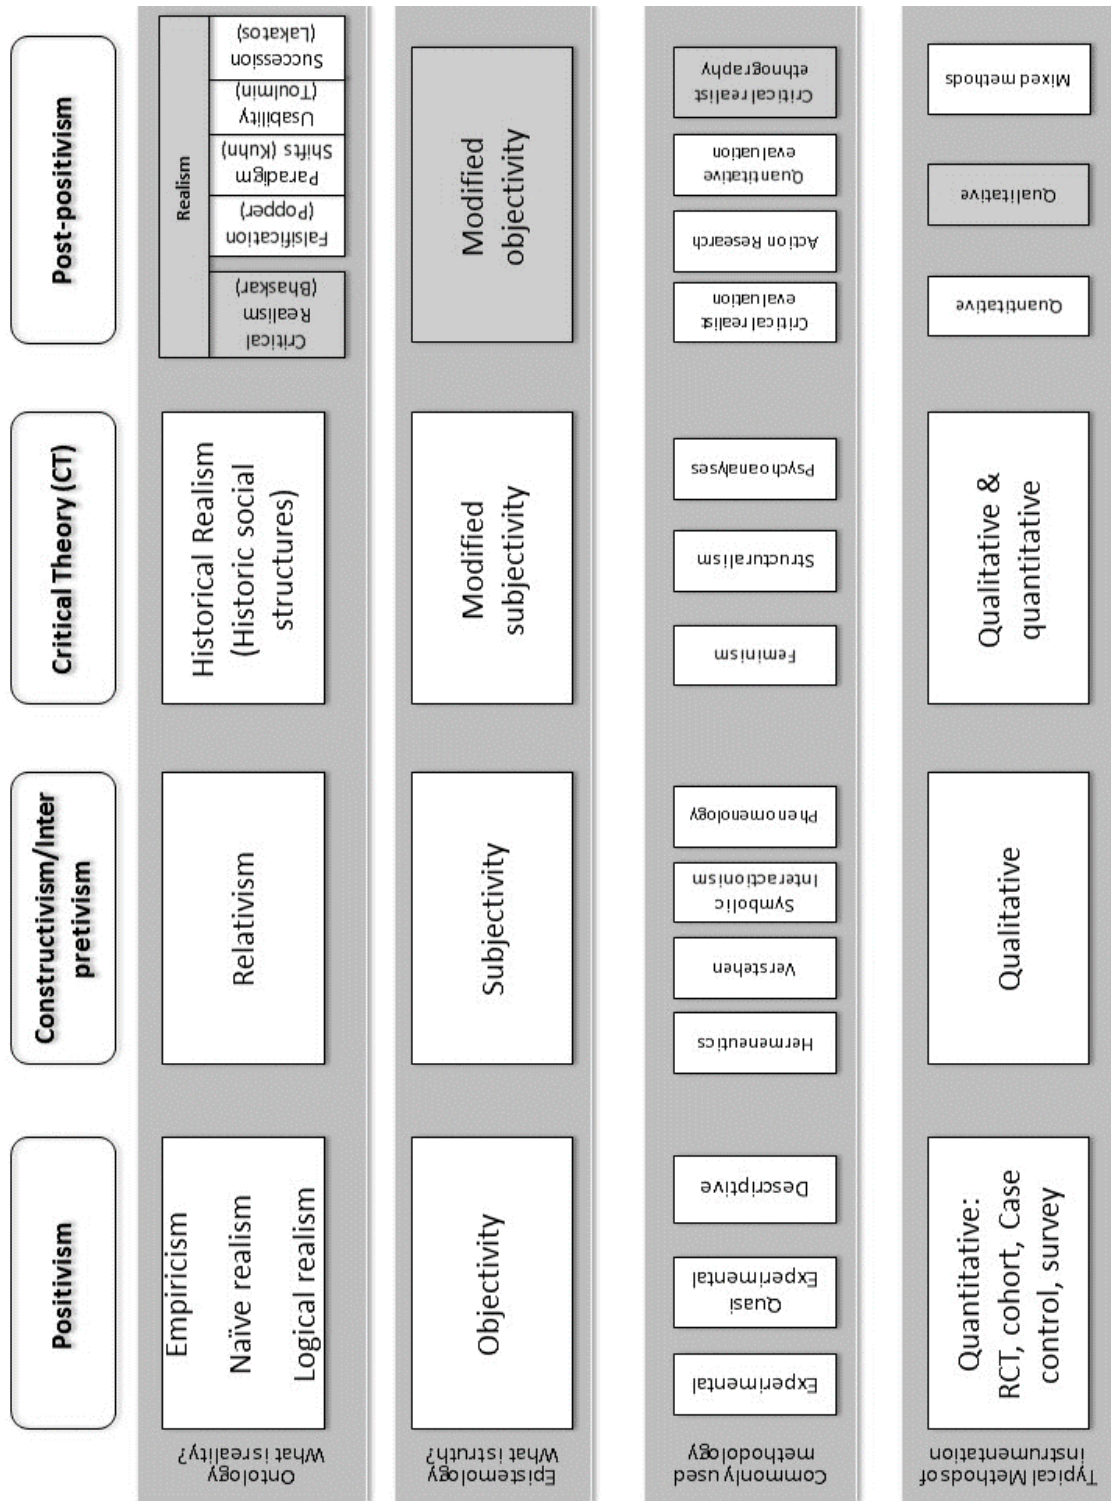 Positivism
Constructivism/Inter
pretivism
Critical Theory (CT)
Post-positivism
Ontology
What is reality?
Empiricism
Naïve realism
Logical realism
Relativism
Historical Realism
(Historic social
structures)
Realism
Critical
Realism
(Bhaskar)
Falsification
(Popper)
Paradigm
Shifts (Kuhn)
Usability
(Toulmin)
Succession
(Lakatos)
Epistemology
What is truth?
Objectivity
Subjectivity
Modified
subjectivity
Modified
objectivity
Commonly used
methodology
Experimental
Quasi
Experimental
Descriptive
Hermeneutics
Verstehen
Symbolic
Interactionism
Phenomenology
Feminism
Structuralism
Psychoanalyses
Critical realist
evaluation
Action Research
Quantitative
evaluation
Critical realist
ethnography
Typical Methods of
instrumentation
Quantitative:
RCT, cohort, Case
control, survey
Qualitative
Qualitative &
quantitative
Quantitative
Qualitative
Mixed methods